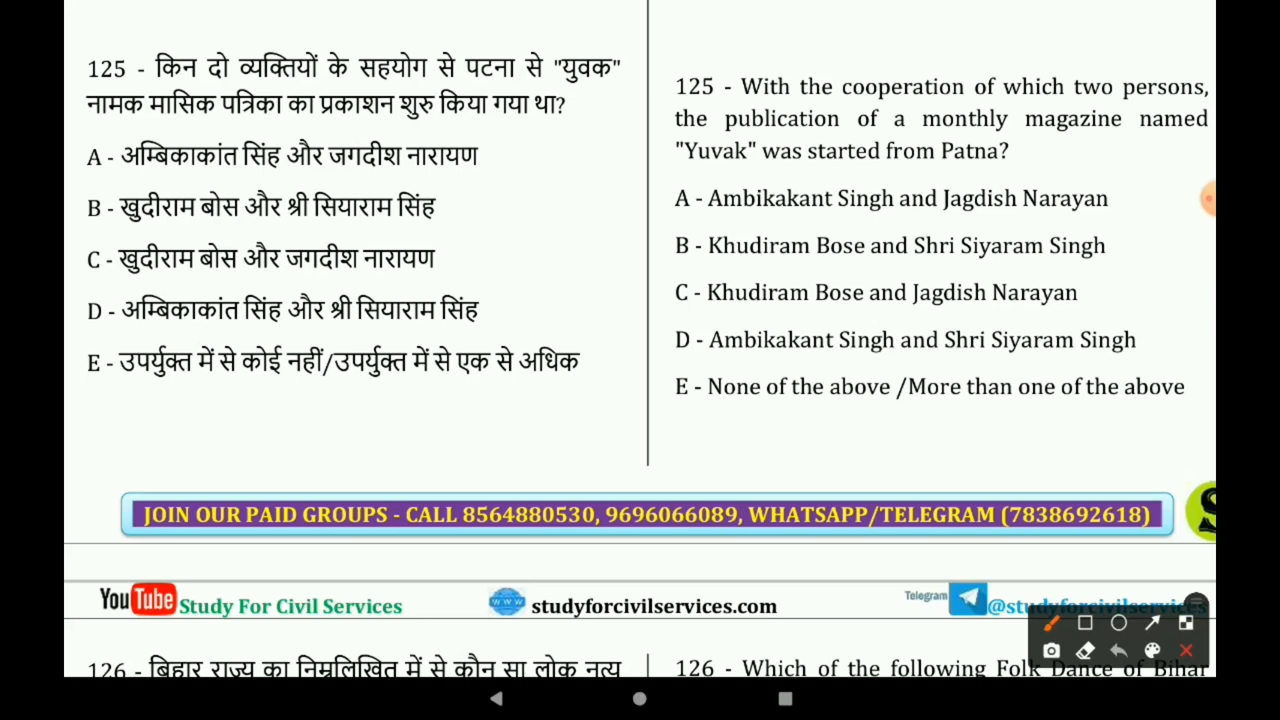 125 - किन दो व्यक्तियों के सहयोग से पटना से "युवक"
नामक मासिक पत्रिका का प्रकाशन शुरु किया गया था?
A - अम्बिकाकांत सिंह और जगदीश नारायण
B - खुदीराम बोस और श्री सियाराम सिंह
C - खुदीराम बोस और जगदीश नारायण
D - अम्बिकाकांत सिंह और श्री सियाराम सिंह
E - उपर्युक्त में से कोई नहीं/उपर्युक्त में से एक से अधिक
125 - With the cooperation of which two persons,
the publication of a monthly magazine named
"Yuvak" was started from Patna?
A - Ambikakant Singh and Jagdish Narayan
B - Khudiram Bose and Shri Siyaram Singh
C - Khudiram Bose and Jagdish Narayan
D - Ambikakant Singh and Shri Siyaram Singh
E - None of the above /More than one of the above
JOIN OUR PAID GROUPS - CALL 8564880530, 9696066089, WHATSAPP/TELEGRAM (7838692618)
S
YouTube Study For Civil Services
WWW studyforcivilservices.com
Telegram @studyforcivilservices
126 - बिहार राज्य का निम्नलिखित में से कौन सा लोक नृत्य
126 - Which of the following Folk Dance of Bihar